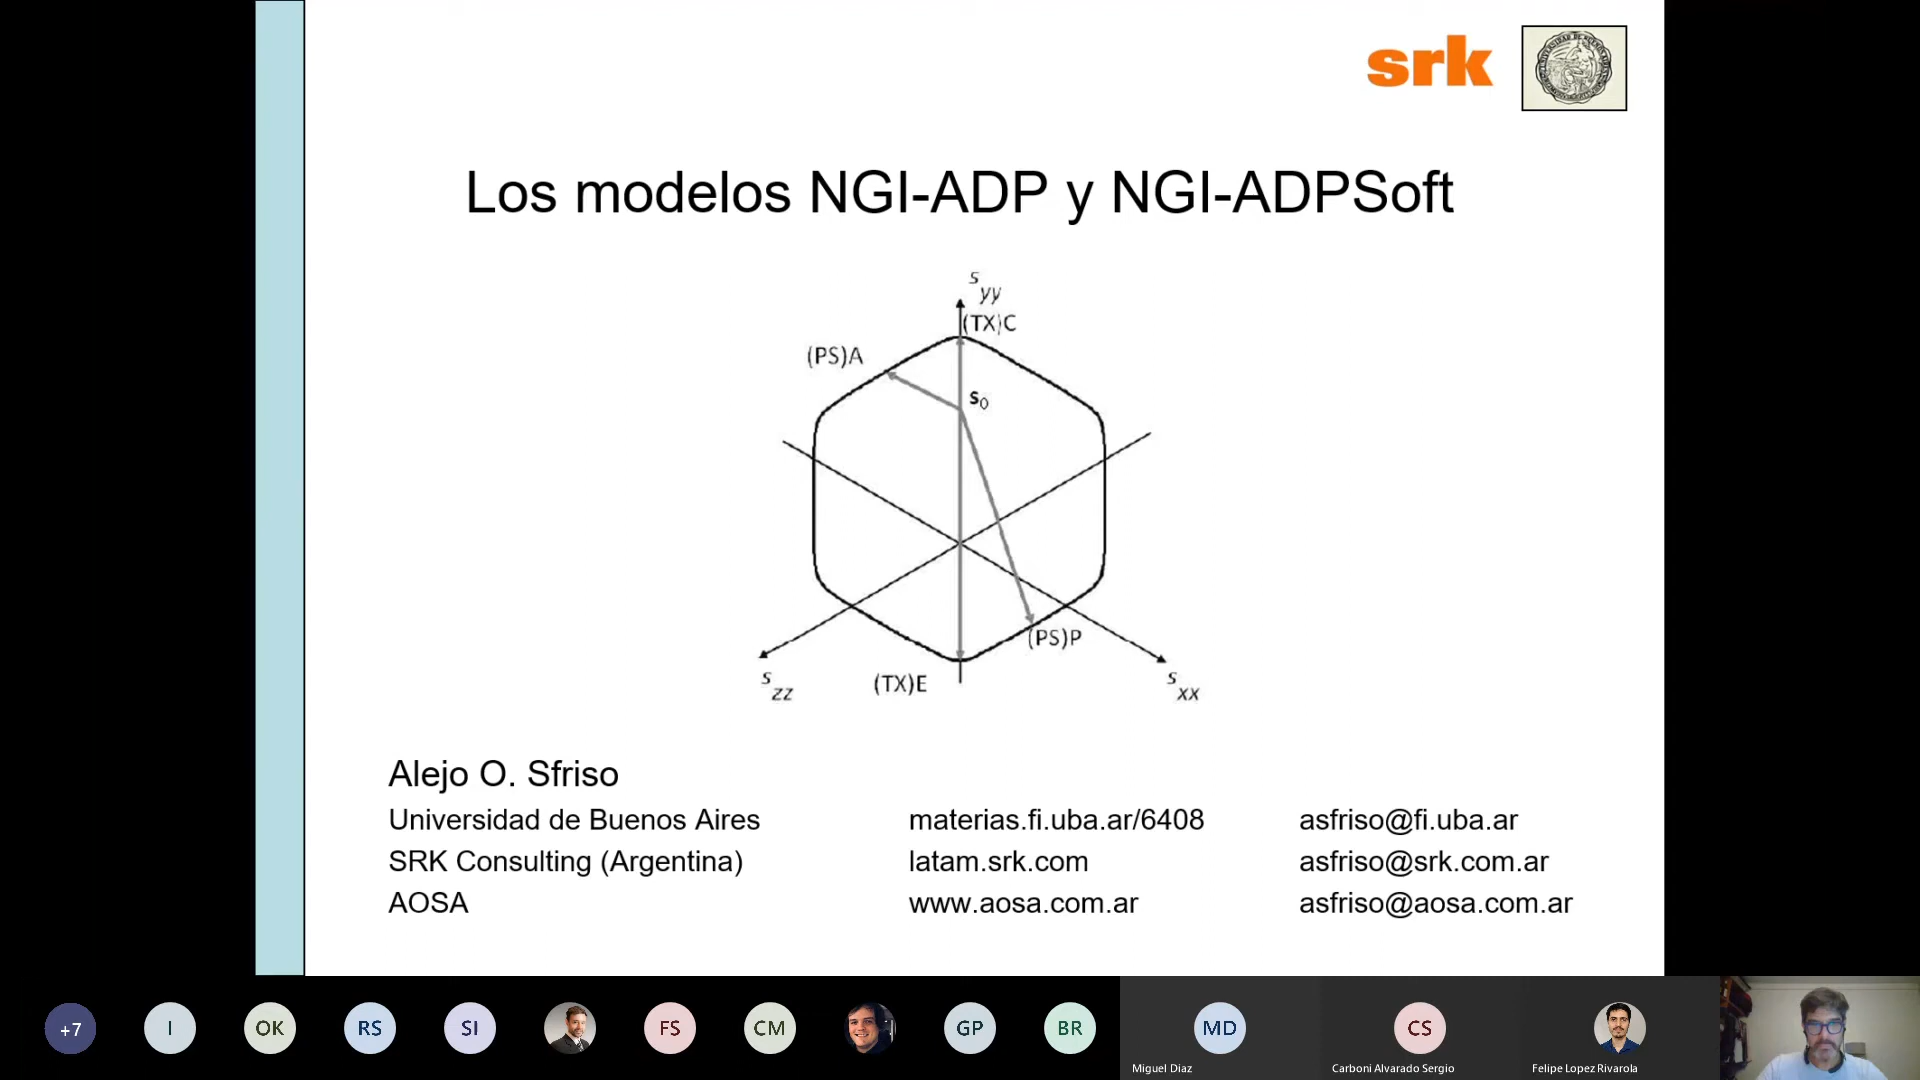 srk
Los modelos NGI-ADP y NGI-ADPSoft
s yy
(TX)C
(PS)A
s0
(PS)P
s zz
(TX)E
s xx
Alejo O. Sfriso
Universidad de Buenos Aires materias.fi.uba.ar/6408 asfriso@fi.uba.ar
SRK Consulting (Argentina) latam.srk.com asfriso@srk.com.ar
AOSA www.aosa.com.ar asfriso@aosa.com.ar
+7 I OK RS SI FS CM GP BR MD CS
Miguel Diaz Carboni Alvarado Sergio Felipe Lopez Rivarola